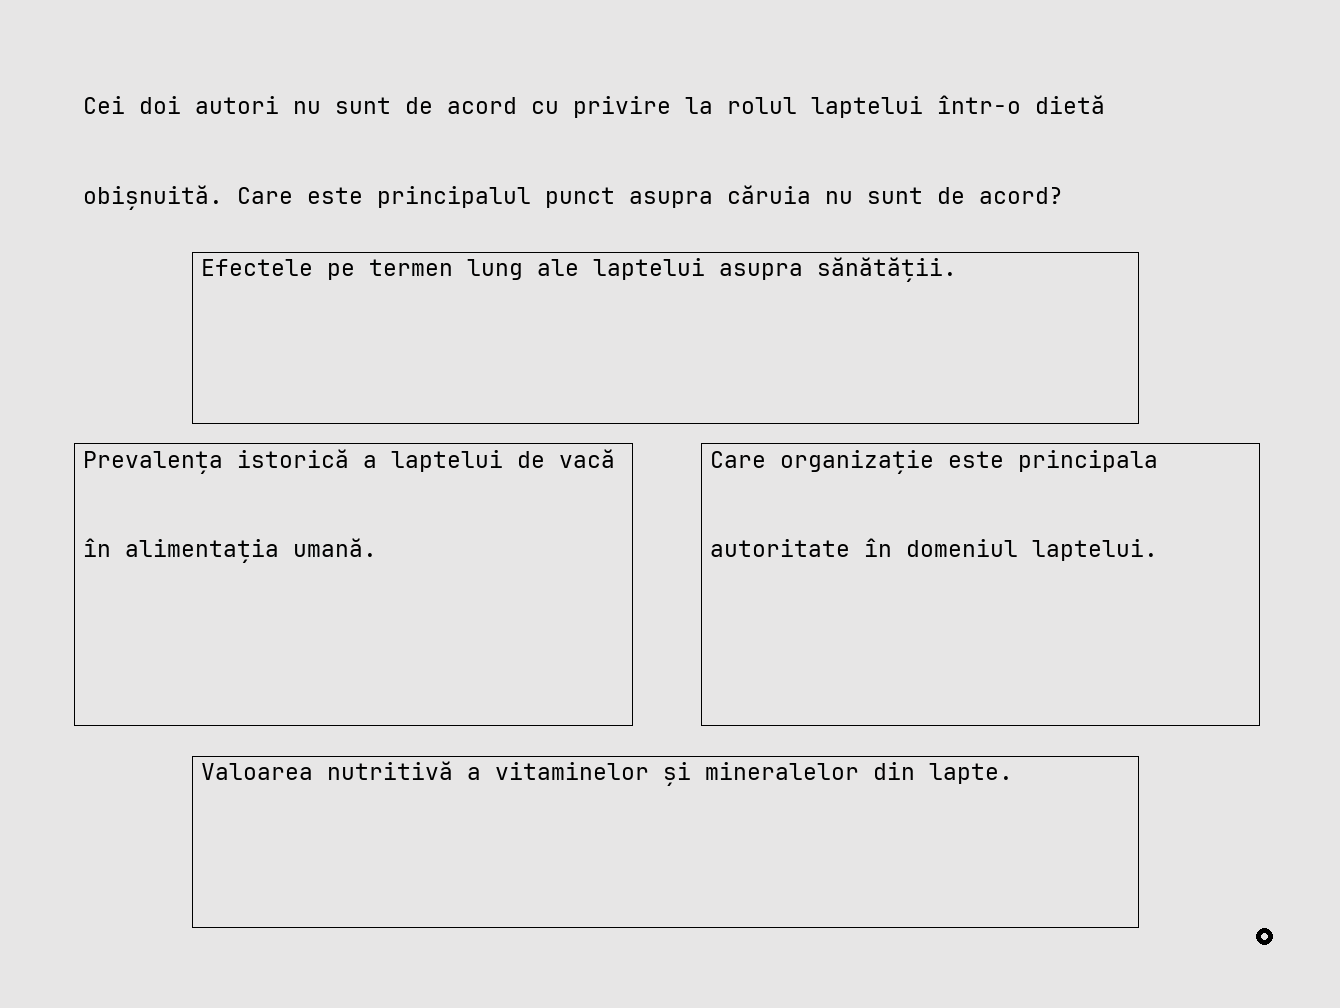 Cei doi autori nu sunt de acord cu privire la rolul laptelui într-o dietă
obișnuită. Care este principalul punct asupra căruia nu sunt de acord?
Efectele pe termen lung ale laptelui asupra sănătății.
Prevalența istorică a laptelui de vacă
în alimentația umană.
Care organizație este principala
autoritate în domeniul laptelui.
Valoarea nutritivă a vitaminelor și mineralelor din lapte.